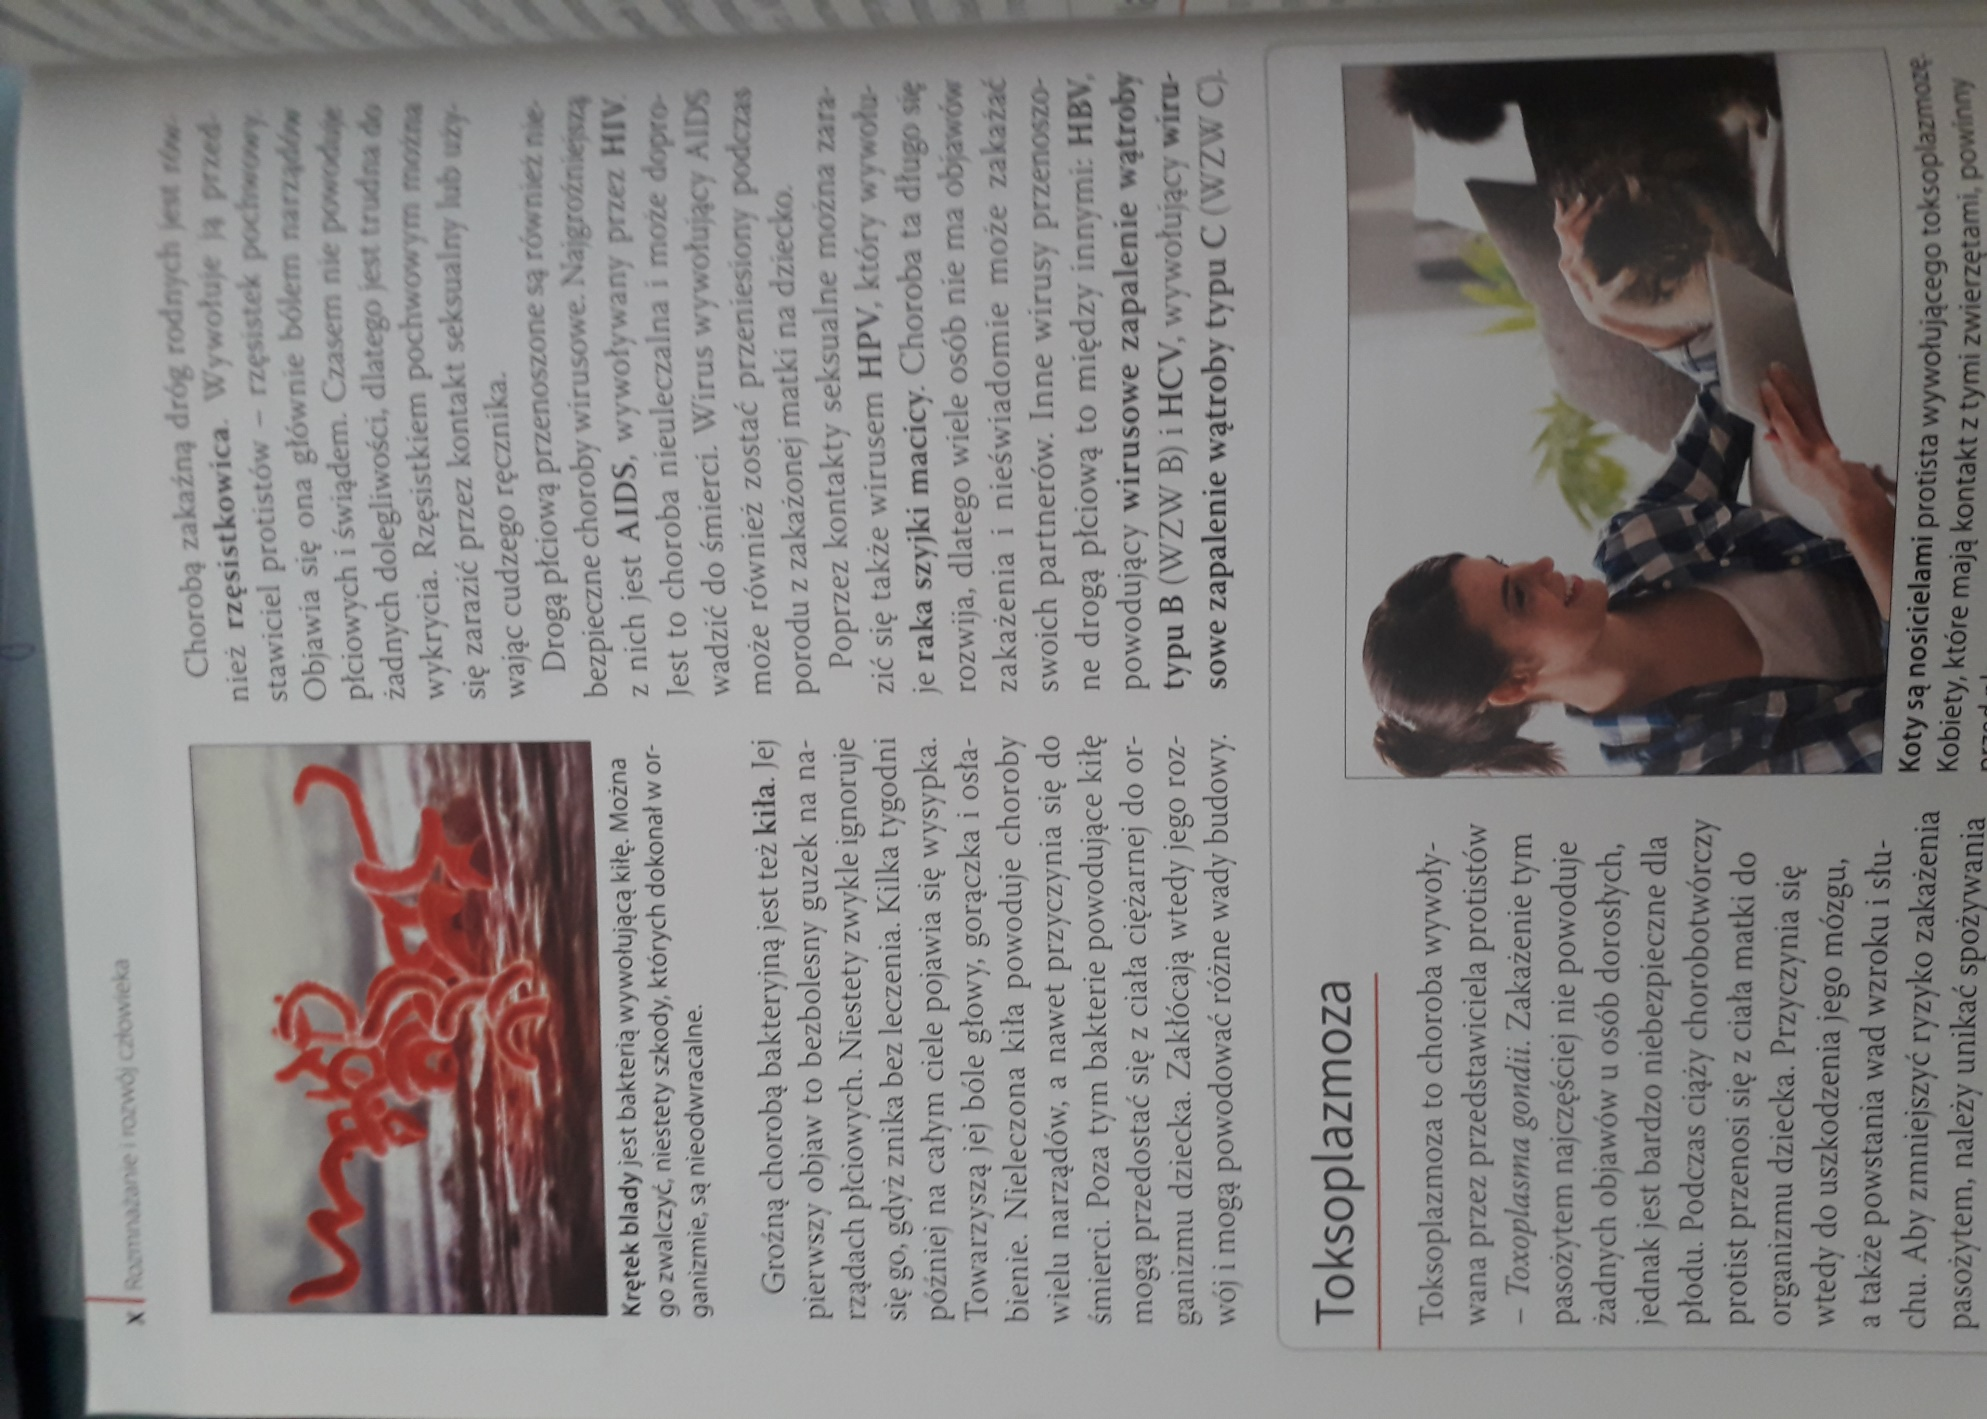 x | Rozmnażanie i rozwój człowieka
Krętek blady jest bakterią wywołującą kiłę. Można
go zwalczyć, niestety szkody, których dokonał w or-
ganizmie, są nieodwracalne.
Groźną chorobą bakteryjną jest też kiła. Jej
pierwszy objaw to bezbolesny guzek na na-
rządach płciowych. Niestety zwykle ignoruje
się go, gdyż znika bez leczenia. Kilka tygodni
później na całym ciele pojawia się wysypka.
Towarzyszą jej bóle głowy, gorączka i osła-
bienie. Nieleczona kiła powoduje choroby
wielu narządów, a nawet przyczynia się do
śmierci. Poza tym bakterie powodujące kiłę
mogą przedostać się z ciała ciężarnej do or-
ganizmu dziecka. Zakłócają wtedy jego roz-
wój i mogą powodować różne wady budowy.
Chorobą zakaźną dróg rodnych jest rów-
nież rzęsistkowica. Wywołuje ją przed-
stawiciel protistów – rzęsistek pochwowy.
Objawia się ona głównie bólem narządów
płciowych i świądem. Czasem nie powoduje
żadnych dolegliwości, dlatego jest trudna do
wykrycia. Rzęsistkiem pochwowym można
się zarazić przez kontakt seksualny lub uży-
wając cudzego ręcznika.
Drogą płciową przenoszone są również nie-
bezpieczne choroby wirusowe. Najgroźniejszą
z nich jest AIDS, wywoływany przez HIV.
Jest to choroba nieuleczalna i może dopro-
wadzić do śmierci. Wirus wywołujący AIDS
może również zostać przeniesiony podczas
porodu z zakażonej matki na dziecko.
Poprzez kontakty seksualne można zara-
zić się także wirusem HPV, który wywołu-
je raka szyjki macicy. Choroba ta długo się
rozwija, dlatego wiele osób nie ma objawów
zakażenia i nieświadomie może zakażać
swoich partnerów. Inne wirusy przenoszo-
ne drogą płciową to między innymi: HBV,
powodujący wirusowe zapalenie wątroby
typu B (WZW B) i HCV, wywołujący wiru-
sowe zapalenie wątroby typu C (WZW C).
Toksoplazmoza
Toksoplazmoza to choroba wywoły-
wana przez przedstawiciela protistów
– Toxoplasma gondii. Zakażenie tym
pasożytem najczęściej nie powoduje
żadnych objawów u osób dorosłych,
jednak jest bardzo niebezpieczne dla
płodu. Podczas ciąży chorobotwórczy
protist przenosi się z ciała matki do
organizmu dziecka. Przyczynia się
wtedy do uszkodzenia jego mózgu,
a także powstania wad wzroku i słu-
chu. Aby zmniejszyć ryzyko zakażenia
pasożytem, należy unikać spożywania
Koty są nosicielami protista wywołującego toksoplazmozę.
Kobiety, które mają kontakt z tymi zwierzętami, powinny